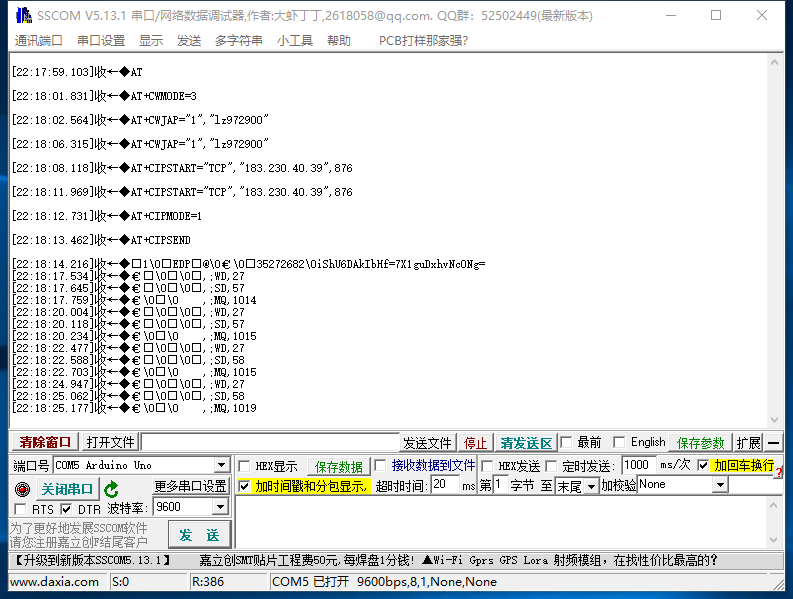 SSCOM V5.13.1 串口/网络数据调试器,作者:大虾丁丁,2618058@qq.com. QQ群：52502449(最新版本)
通讯端口 串口设置 显示 发送 多字符串 小工具 帮助 PCB打样那家强?
[22:17:59.103]收←◆AT
[22:18:01.831]收←◆AT+CWMODE=3
[22:18:02.564]收←◆AT+CWJAP="1","lz972900"
[22:18:06.315]收←◆AT+CWJAP="1","lz972900"
[22:18:08.118]收←◆AT+CIPSTART="TCP","183.230.40.39",876
[22:18:11.969]收←◆AT+CIPSTART="TCP","183.230.40.39",876
[22:18:12.731]收←◆AT+CIPMODE=1
[22:18:13.462]收←◆AT+CIPSEND
[22:18:14.216]收←◆□1\0□EDP□@\0€\0□35272682\0iShU6DAkIbHf=7X1guDxhvNcONg=
[22:18:17.534]收←◆€□\0□\0□,;WD,27
[22:18:17.645]收←◆€□\0□\0□,;SD,57
[22:18:17.759]收←◆€\0□\0 ,;MQ,1014
[22:18:20.004]收←◆€□\0□\0□,;WD,27
[22:18:20.118]收←◆€□\0□\0□,;SD,57
[22:18:20.234]收←◆€\0□\0 ,;MQ,1015
[22:18:22.477]收←◆€□\0□\0□,;WD,27
[22:18:22.588]收←◆€□\0□\0□,;SD,58
[22:18:22.703]收←◆€\0□\0 ,;MQ,1015
[22:18:24.947]收←◆€□\0□\0□,;WD,27
[22:18:25.062]收←◆€□\0□\0□,;SD,58
[22:18:25.177]收←◆€\0□\0 ,;MQ,1019
清除窗口 打开文件 发送文件 停止 清发送区 最前 English 保存参数 扩展 —
端口号 COM5 Arduino Uno HEX显示 保存数据 接收数据到文件 HEX发送 定时发送: 1000 ms/次 加回车换行
关闭串口 更多串口设置 加时间戳和分包显示, 超时时间: 20 ms 第 1 字节 至 末尾 加校验 None
RTS DTR 波特率: 9600
为了更好地发展SSCOM软件
请您注册嘉立创F结尾客户
发 送
【升级到新版本SSCOM5.13.1】 嘉立创SMT贴片工程费50元,每焊盘1分钱! ▲Wi-Fi Gprs GPS Lora 射频模组，在找性价比最高的?
www.daxia.com S:0 R:386 COM5 已打开 9600bps,8,1,None,None